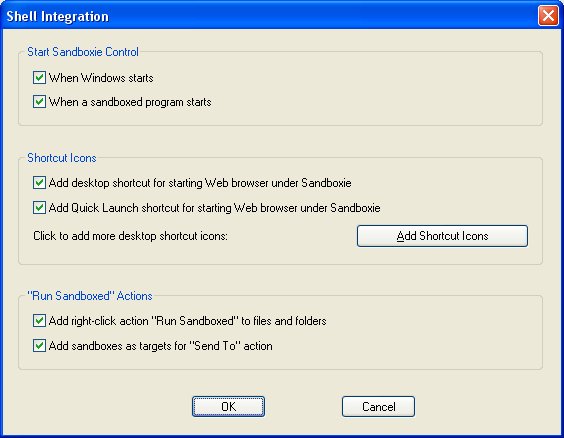 Shell Integration
Start Sandboxie Control
When Windows starts
When a sandboxed program starts
Shortcut Icons
Add desktop shortcut for starting Web browser under Sandboxie
Add Quick Launch shortcut for starting Web browser under Sandboxie
Click to add more desktop shortcut icons:
Add Shortcut Icons
"Run Sandboxed" Actions
Add right-click action "Run Sandboxed" to files and folders
Add sandboxes as targets for "Send To" action
OK
Cancel